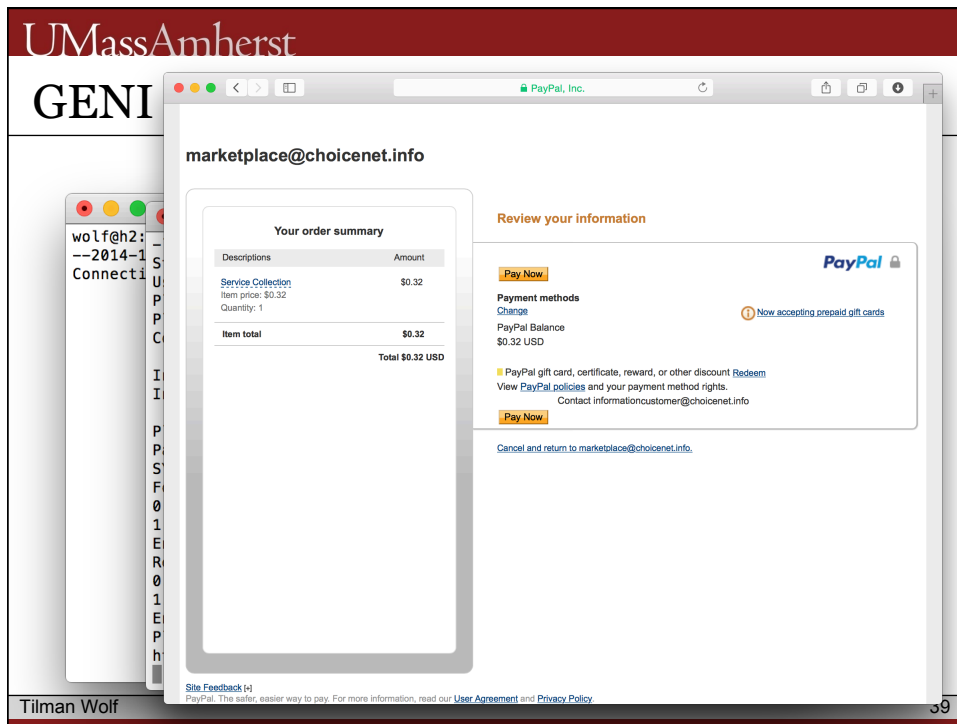 UMassAmherst
GENI
PayPal, Inc.
marketplace@choicenet.info
wolf@h2:
--2014-1
Connecti
Your order summary
Descriptions Amount
Service Collection $0.32
Item price: $0.32
Quantity: 1
Item total $0.32
Total $0.32 USD
Review your information
PayPal
Pay Now
Payment methods
Change
Now accepting prepaid gift cards
PayPal Balance
$0.32 USD
PayPal gift card, certificate, reward, or other discount Redeem
View PayPal policies and your payment method rights.
Contact informationcustomer@choicenet.info
Pay Now
Cancel and return to marketplace@choicenet.info.
Site Feedback [+]
PayPal. The safer, easier way to pay. For more information, read our User Agreement and Privacy Policy.
Tilman Wolf
39